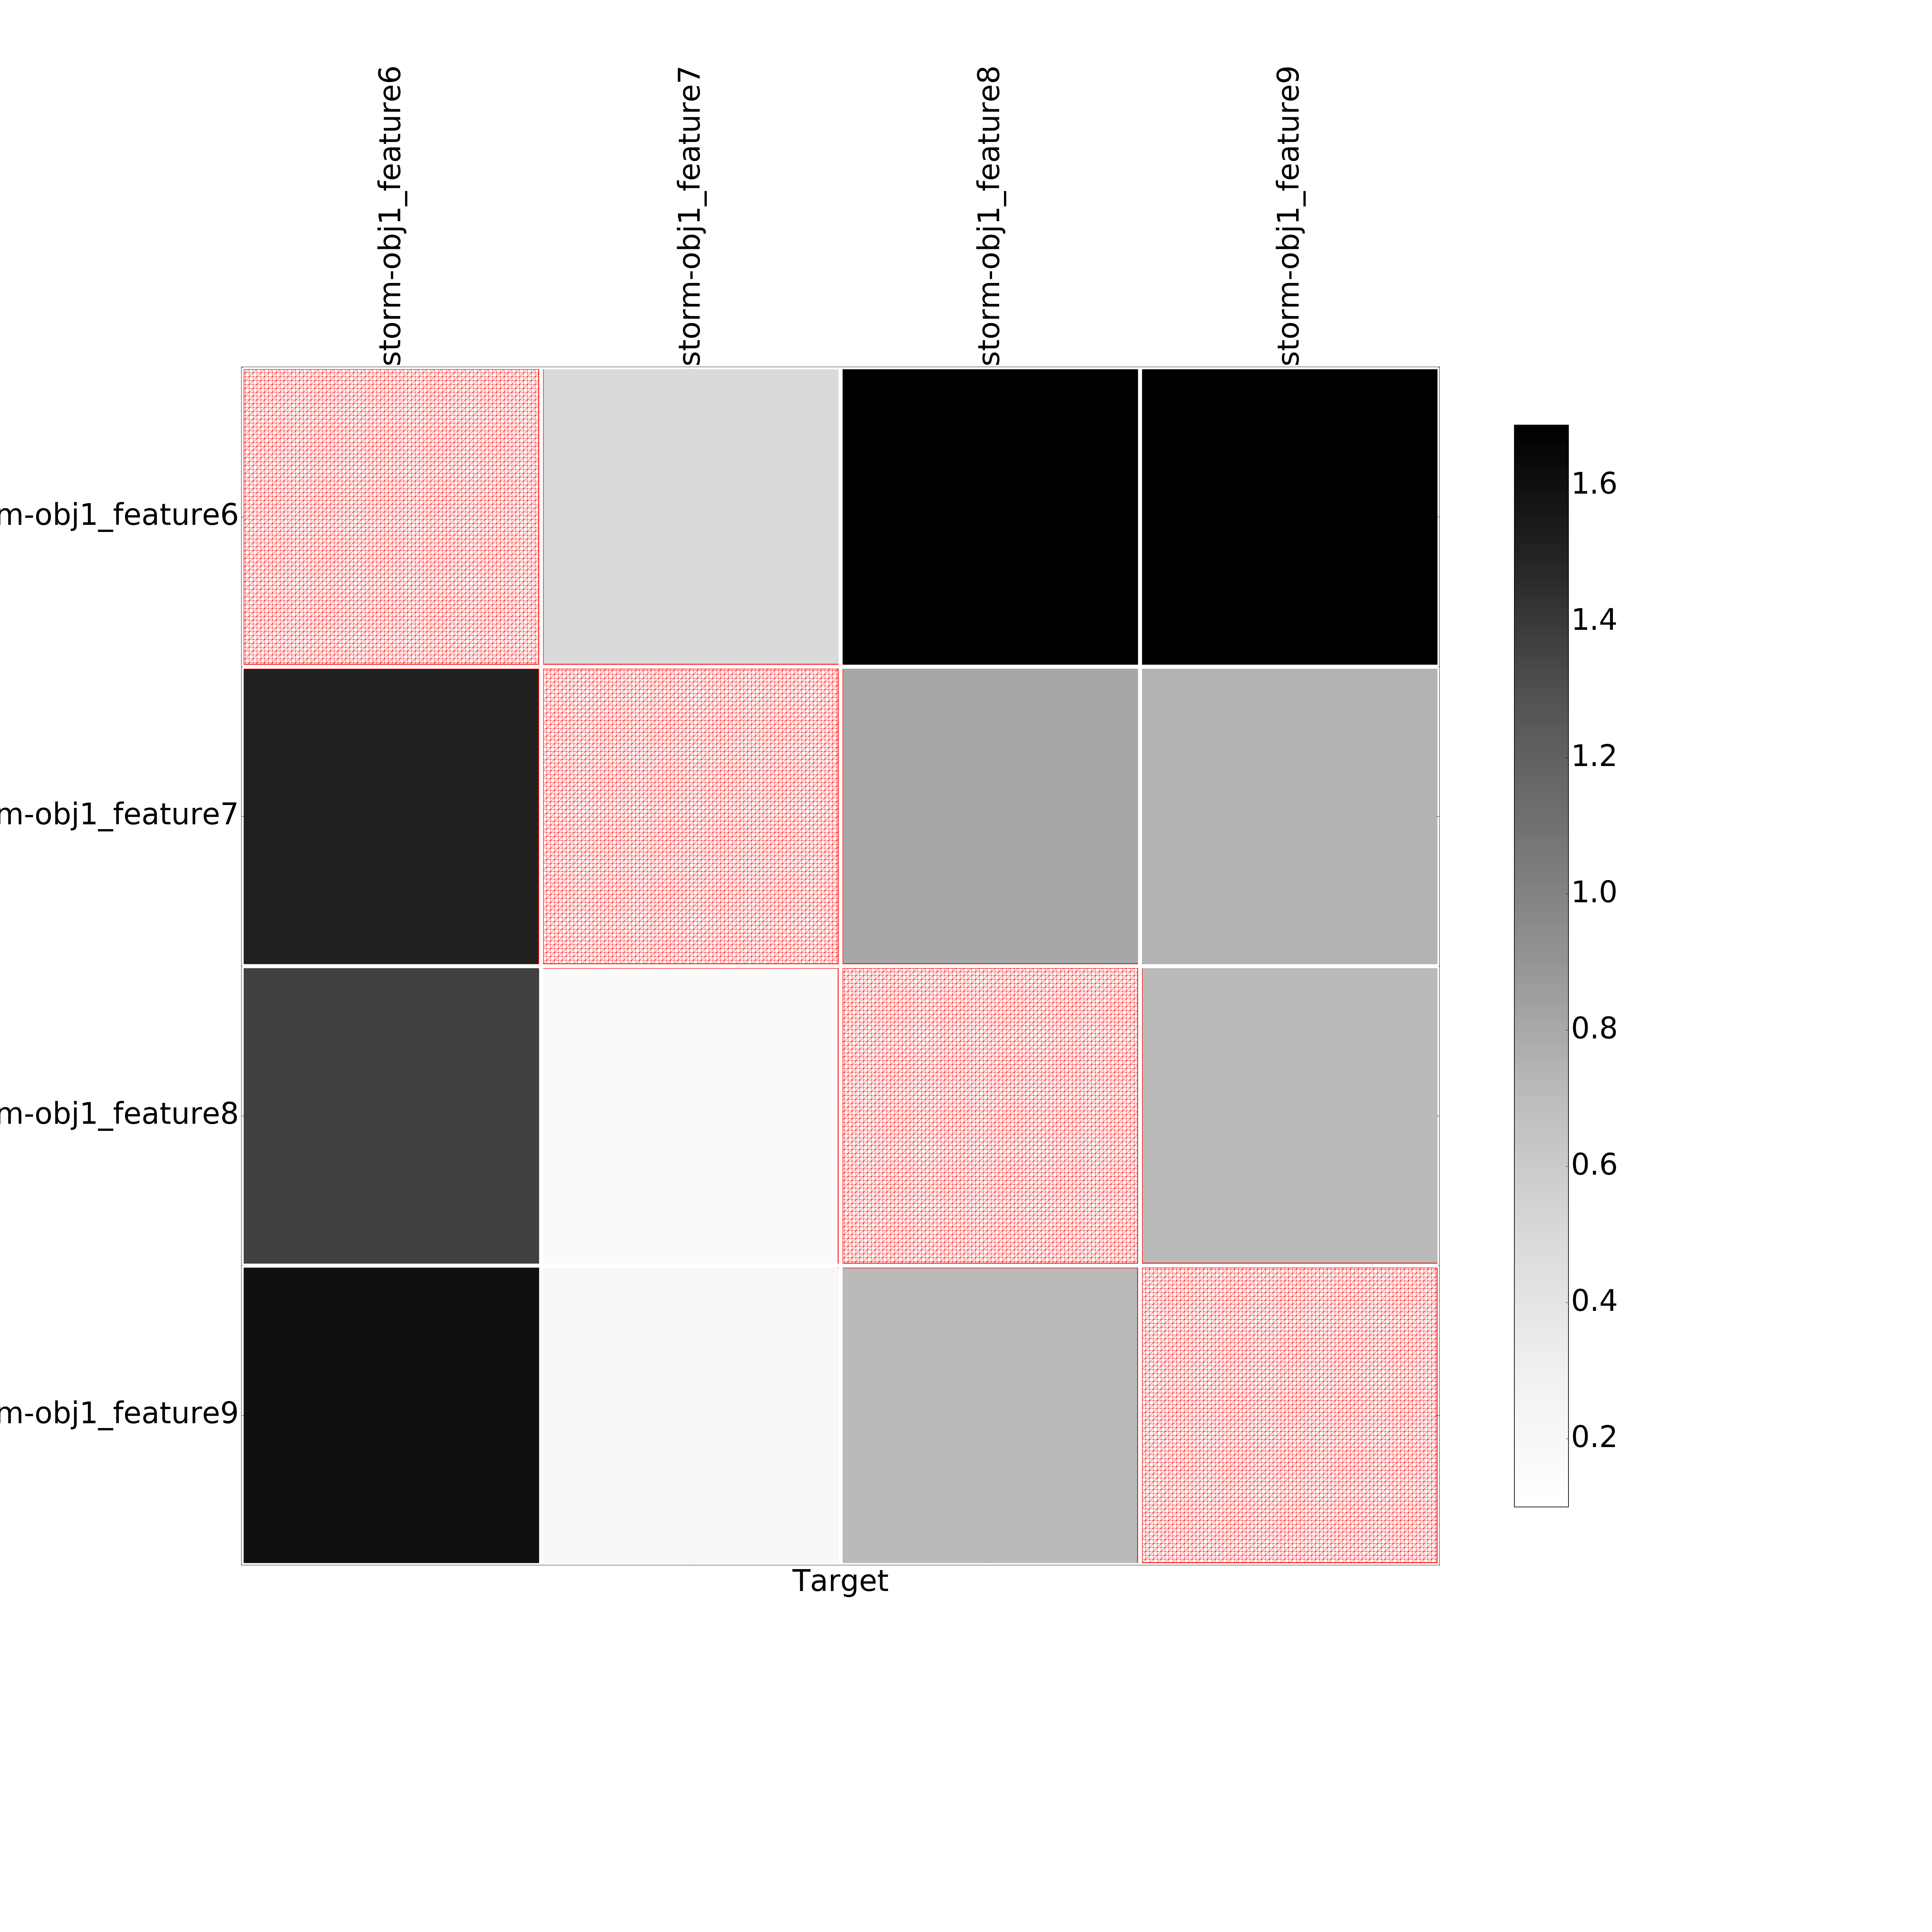 storm-obj1_feature6
storm-obj1_feature7
storm-obj1_feature8
storm-obj1_feature9
m-obj1_feature6
m-obj1_feature7
m-obj1_feature8
m-obj1_feature9
1.6
1.4
1.2
1.0
0.8
0.6
0.4
0.2
Target